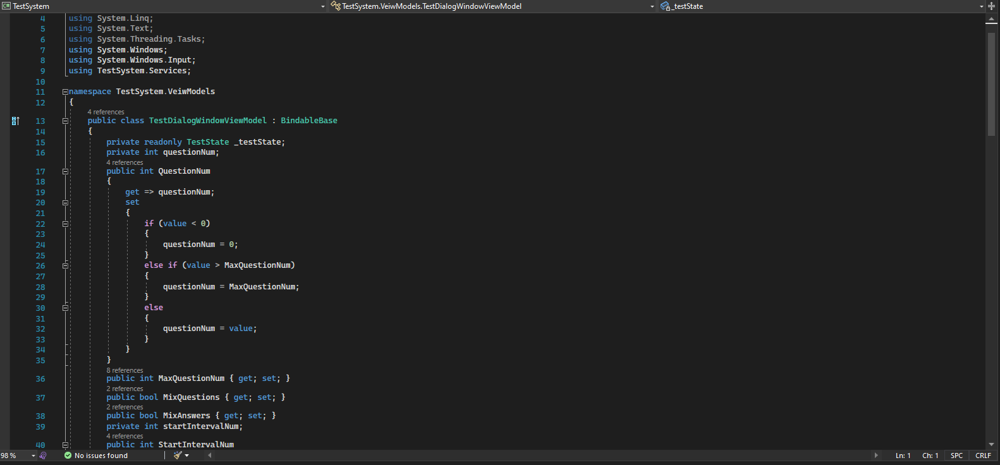 C# TestSystem TestSystem.VeiwModels.TestDialogWindowViewModel _testState
4 using System.Linq;
5 using System.Text;
6 using System.Threading.Tasks;
7 using System.Windows;
8 using System.Windows.Input;
9 using TestSystem.Services;
10
11 namespace TestSystem.VeiwModels
12 {
4 references
13 public class TestDialogWindowViewModel : BindableBase
14 {
15 private readonly TestState _testState;
16 private int questionNum;
4 references
17 public int QuestionNum
18 {
19 get => questionNum;
20 set
21 {
22 if (value < 0)
23 {
24 questionNum = 0;
25 }
26 else if (value > MaxQuestionNum)
27 {
28 questionNum = MaxQuestionNum;
29 }
30 else
31 {
32 questionNum = value;
33 }
34 }
35 }
8 references
36 public int MaxQuestionNum { get; set; }
2 references
37 public bool MixQuestions { get; set; }
2 references
38 public bool MixAnswers { get; set; }
39 private int startIntervalNum;
4 references
40 public int StartIntervalNum
98 % No issues found Ln: 1 Ch: 1 SPC CRLF